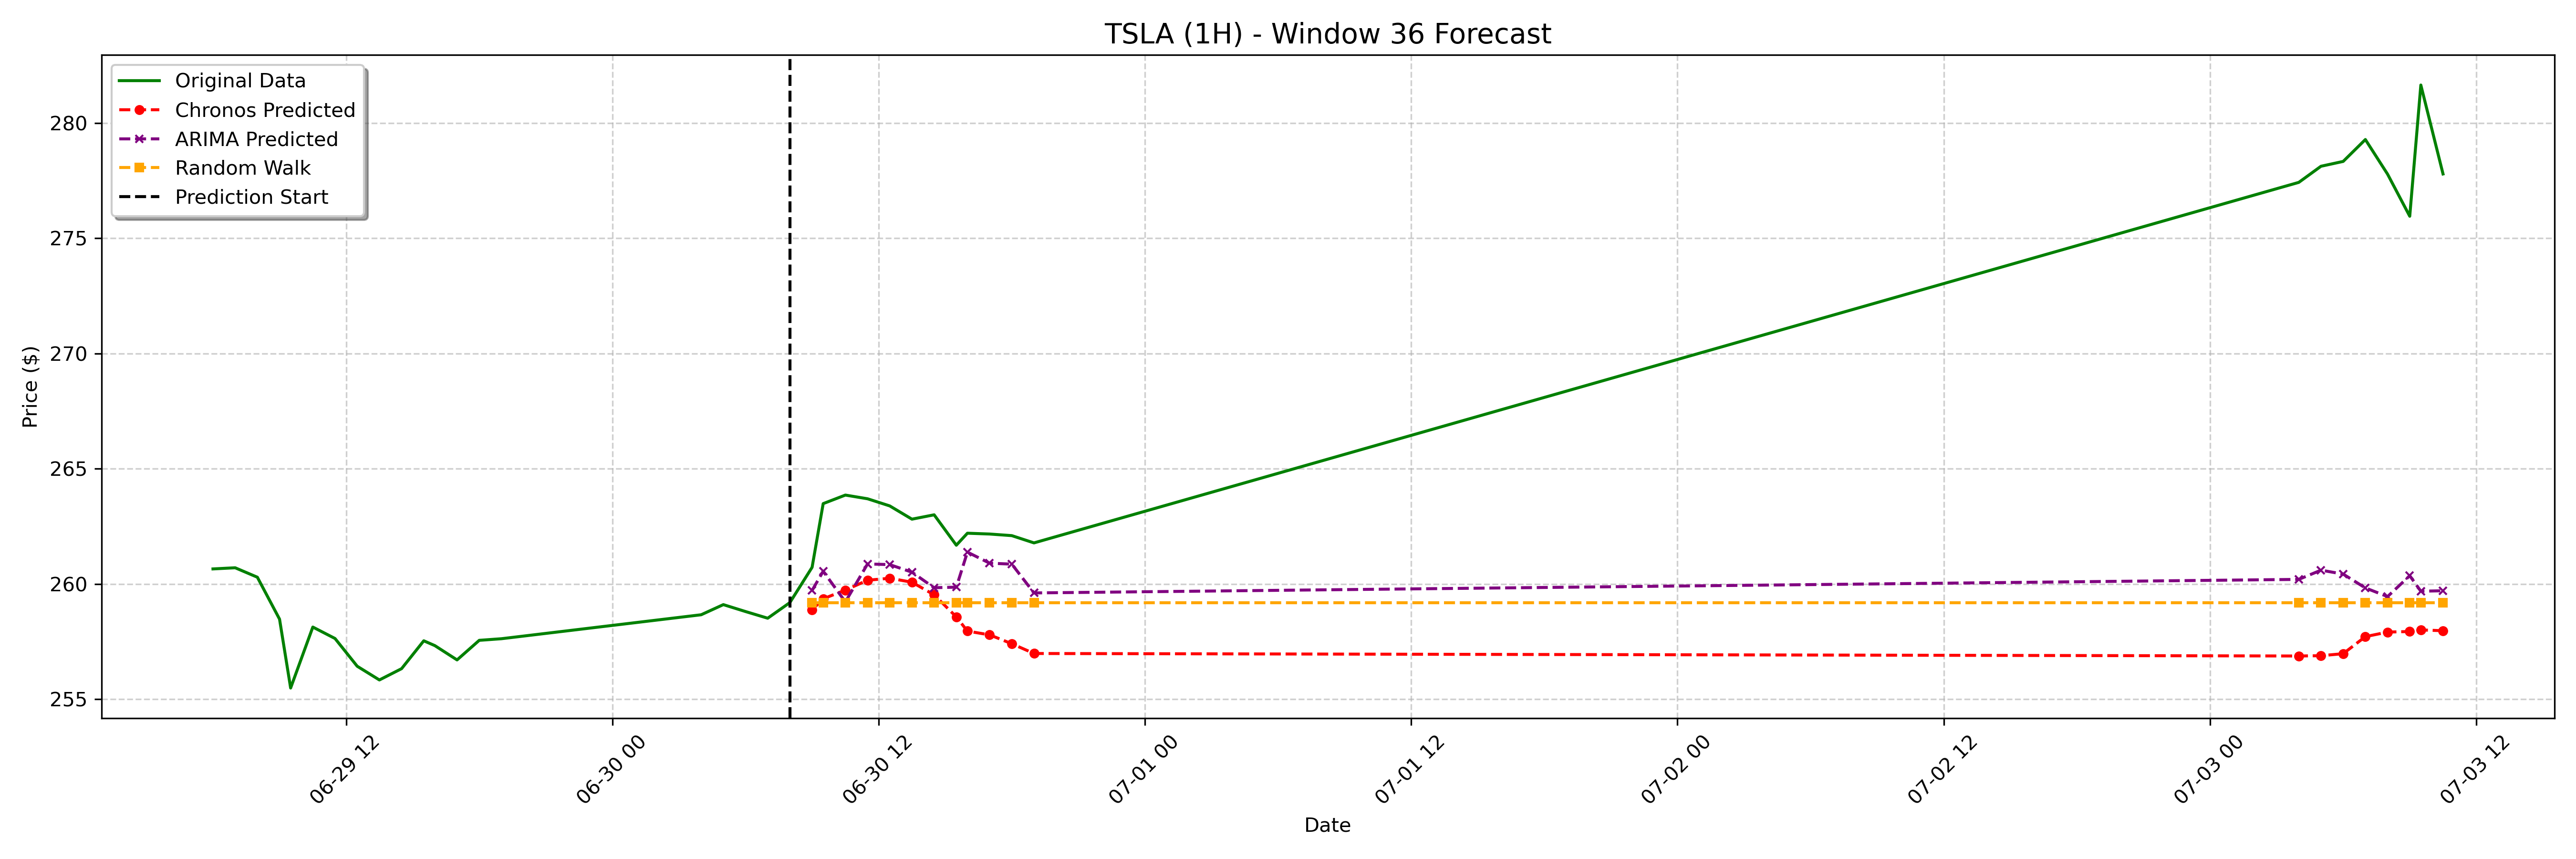 TSLA (1H) - Window 36 Forecast
Original Data
Chronos Predicted
ARIMA Predicted
Random Walk
Prediction Start
Price ($)
280
275
270
265
260
255
06-29 12
06-30 00
06-30 12
07-01 00
07-01 12
07-02 00
07-02 12
07-03 00
07-03 12
Date